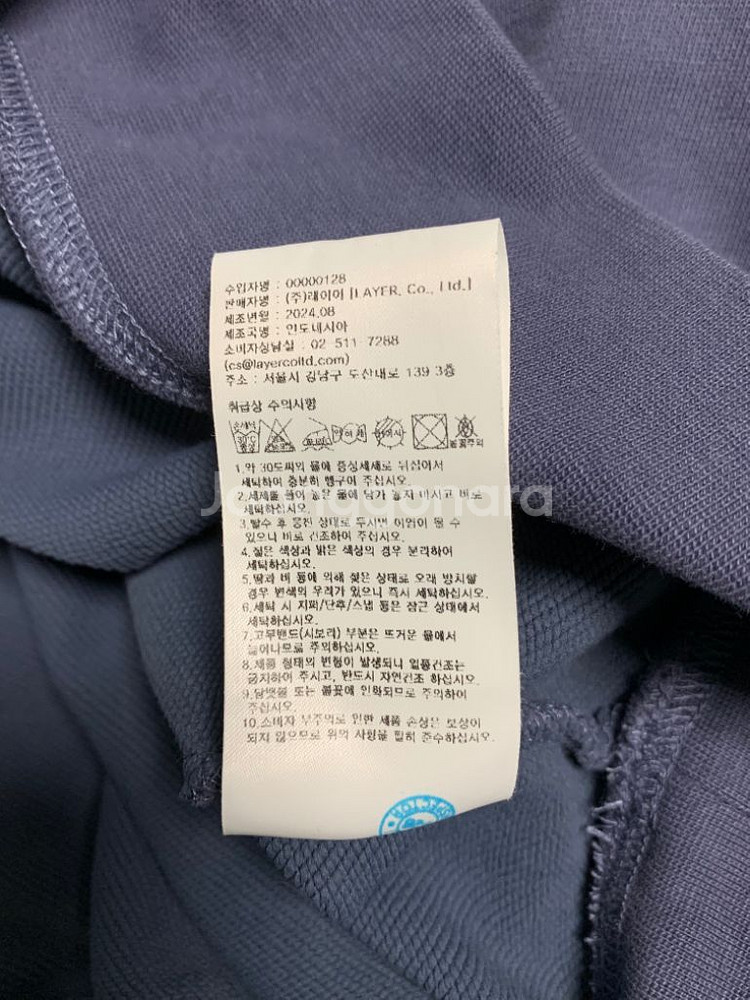 수입자명 : 00000128
판매자명 : (주)레이어 [LAYER. Co., Ltd.]
제조년월 : 2024.08
제조국명 : 인도네시아
소비자상담실 : 02-511-7288
(cs@layercoltd.com)
주소 : 서울시 강남구 도산대로 139 3층
취급상 주의사항
손세탁
30℃
중성
불꽃주의
1.약 30도씨의 물에 중성세제로 뒤집어서
세탁하여 충분히 헹구어 주십시오.
2.세제를 풀어 놓은 물에 담가 놓지 마시고 바로
세탁하십시오.
3.탈수 후 뭉친 상태로 두시면 이염이 될 수
있으니 바로 건조하여 주십시오.
4.짙은 색상과 밝은 색상의 경우 분리하여
세탁하십시오.
5.땀과 비 등에 의해 젖은 상태로 오래 방치할
경우 변색의 우려가 있으니 즉시 세탁하십시오.
6.세탁 시 지퍼/단추/스냅 등은 잠근 상태에서
세탁하십시오.
7.고무밴드(시보리) 부분은 뜨거운 물에서
늘어나므로 주의하십시오.
8.제품 형태의 변형이 발생되니 열풍건조는
금지하여 주시고, 반드시 자연건조 하십시오.
9.담뱃불 또는 불꽃에 인화되므로 주의하여
주십시오.
10.소비자 부주의로 인한 제품 손상은 보상이
되지 않으므로 위의 사항을 필히 준수하십시오.
Joonggonara